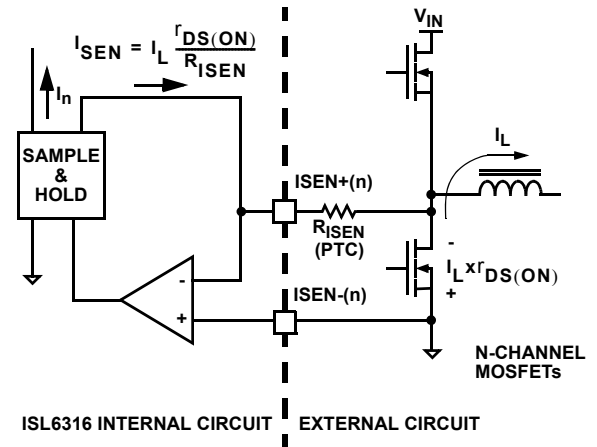 V_IN
I_SEN = I_L r_DS(ON) / R_ISEN
I_n
I_L
SAMPLE
&
HOLD
ISEN+(n)
R_ISEN
(PTC)
-
I_L x r_DS(ON)
+
-
+
ISEN-(n)
N-CHANNEL
MOSFETs
ISL6316 INTERNAL CIRCUIT
EXTERNAL CIRCUIT